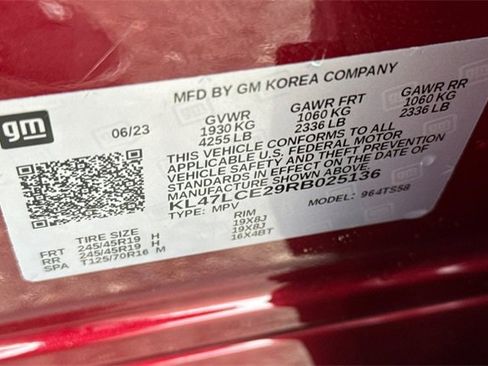 MFD BY GM KOREA COMPANY
gm
06/23 GVWR GAWR FRT GAWR RR
1930 KG 1060 KG 1060 KG
4255 LB 2336 LB 2336 LB
THIS VEHICLE CONFORMS TO ALL
APPLICABLE U.S. FEDERAL MOTOR
VEHICLE SAFETY AND THEFT PREVENTION
STANDARDS IN EFFECT ON THE DATE OF
MANUFACTURE SHOWN ABOVE
KL47LCE29RB025136
TYPE: MPV MODEL: 964TS58
TIRE SIZE RIM
FRT 245/45R19 H 19X8J
RR 245/45R19 H 19X8J
SPA T125/70R16 M 16X4BT